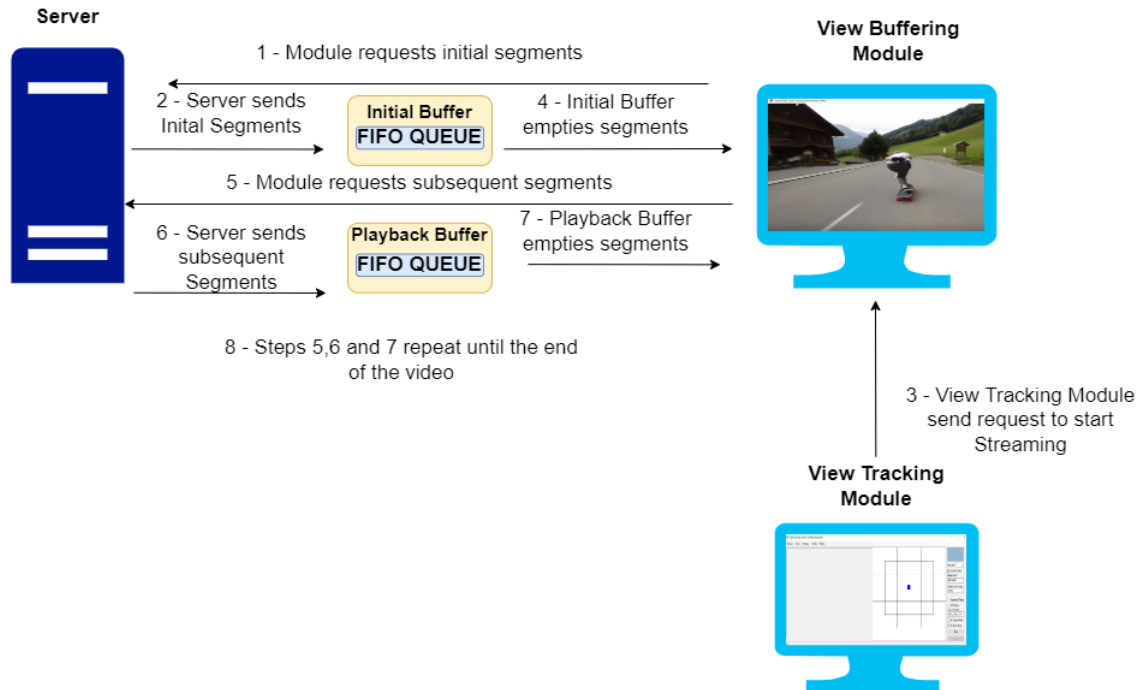 Server
View Buffering
Module
1 - Module requests initial segments
2 - Server sends
Inital Segments
Initial Buffer
FIFO QUEUE
4 - Initial Buffer
empties segments
5 - Module requests subsequent segments
6 - Server sends
subsequent
Segments
Playback Buffer
FIFO QUEUE
7 - Playback Buffer
empties segments
8 - Steps 5,6 and 7 repeat until the end
of the video
3 - View Tracking Module
send request to start
Streaming
View Tracking
Module